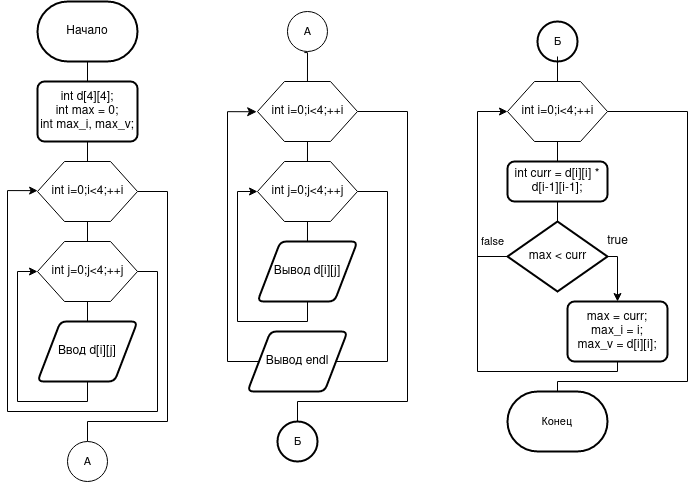 Начало
int d[4][4];
int max = 0;
int max_i, max_v;
int i=0;i<4;++i
int j=0;j<4;++j
Ввод d[i][j]
А
А
int i=0;i<4;++i
int j=0;j<4;++j
Вывод d[i][j]
Вывод endl
Б
Б
int i=0;i<4;++i
int curr = d[i][i] *
d[i-1][i-1];
false
true
max < curr
max = curr;
max_i = i;
max_v = d[i][i];
Конец